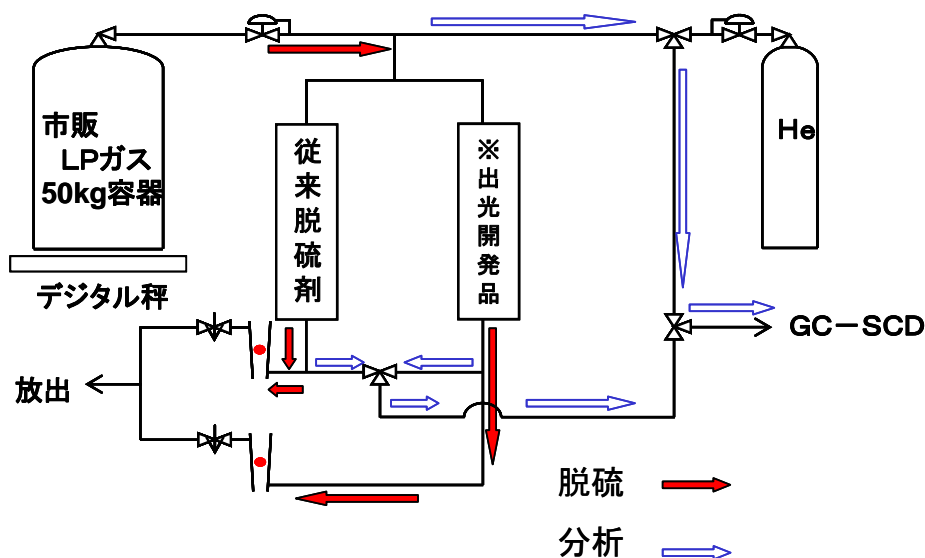 市販
LPガス
50kg容器
デジタル秤
従来脱硫剤
※出光開発品
He
GC－SCD
放出
脱硫
分析